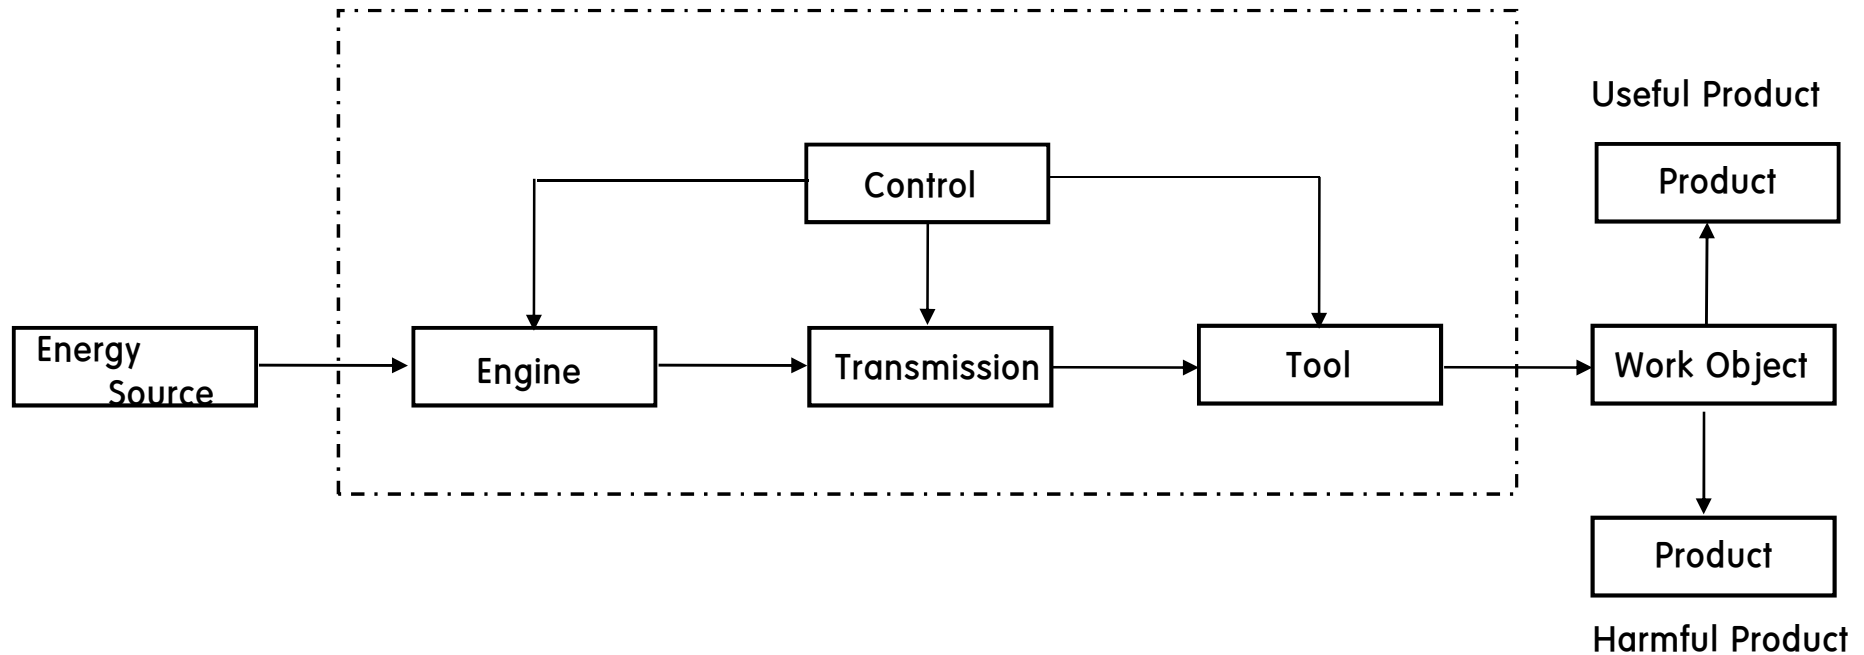 Useful Product
Product
Control
Energy
Source
Engine
Transmission
Tool
Work Object
Product
Harmful Product